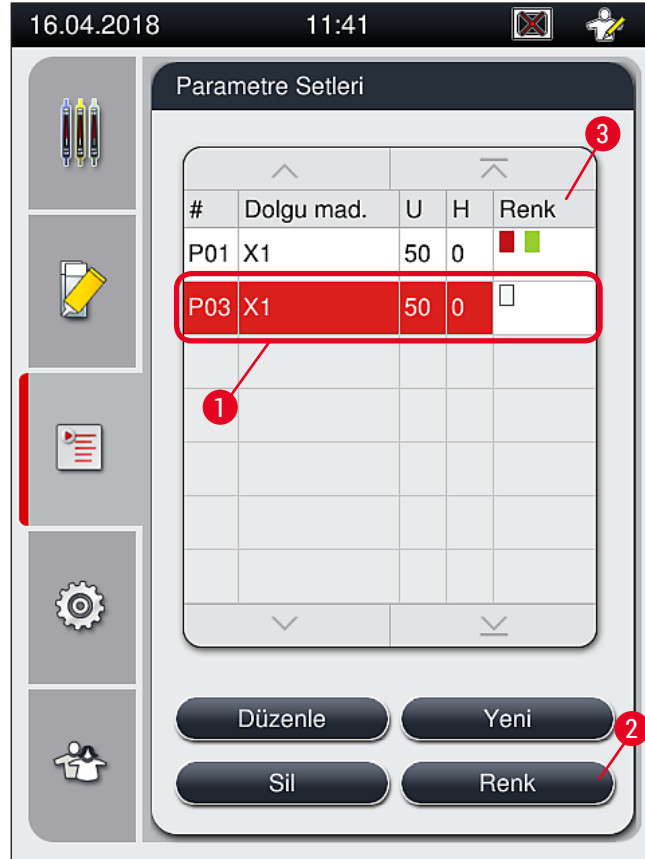 16.04.2018 11:41
Parametre Setleri
3
# Dolgu mad. U H Renk
P01 X1 50 0
P03 X1 50 0
1
Düzenle Yeni
2
Sil Renk